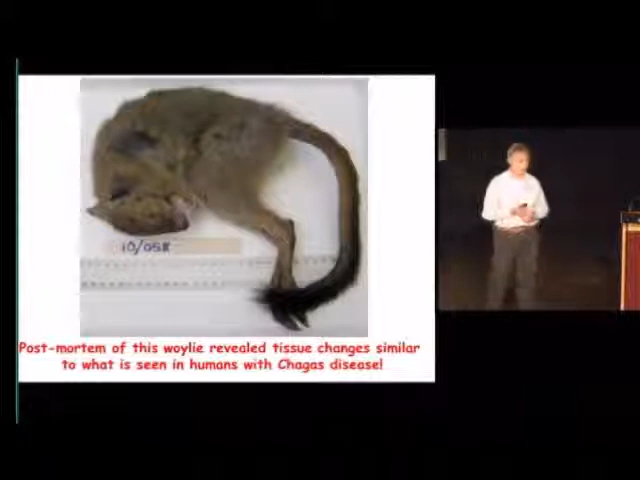 10/058
Post-mortem of this woylie revealed tissue changes similar
to what is seen in humans with Chagas disease!